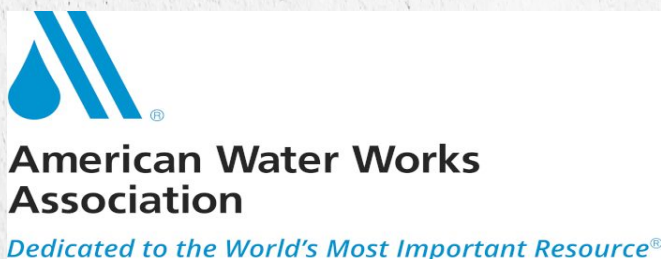 ®
American Water Works
Association
Dedicated to the World's Most Important Resource®